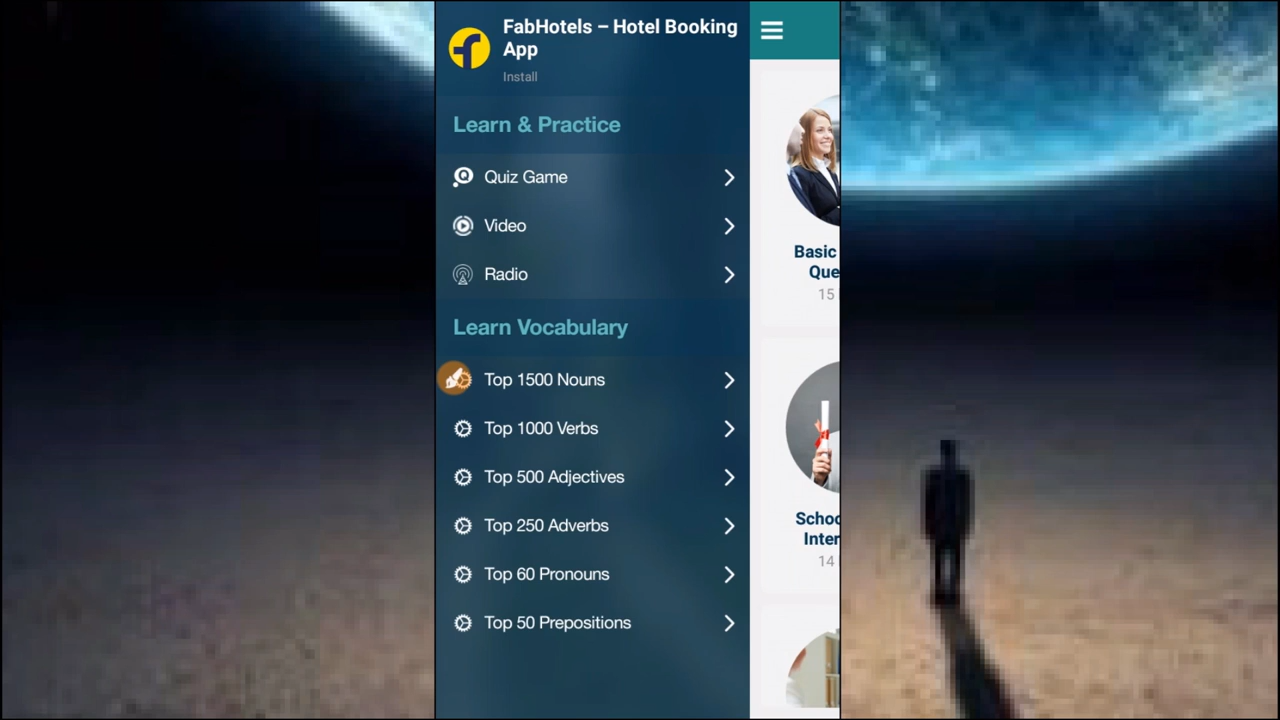 FabHotels – Hotel Booking
App
Install
Learn & Practice
Quiz Game
Video
Radio
Learn Vocabulary
Top 1500 Nouns
Top 1000 Verbs
Top 500 Adjectives
Top 250 Adverbs
Top 60 Pronouns
Top 50 Prepositions
Basic
Que
15
Schoo
Inter
14